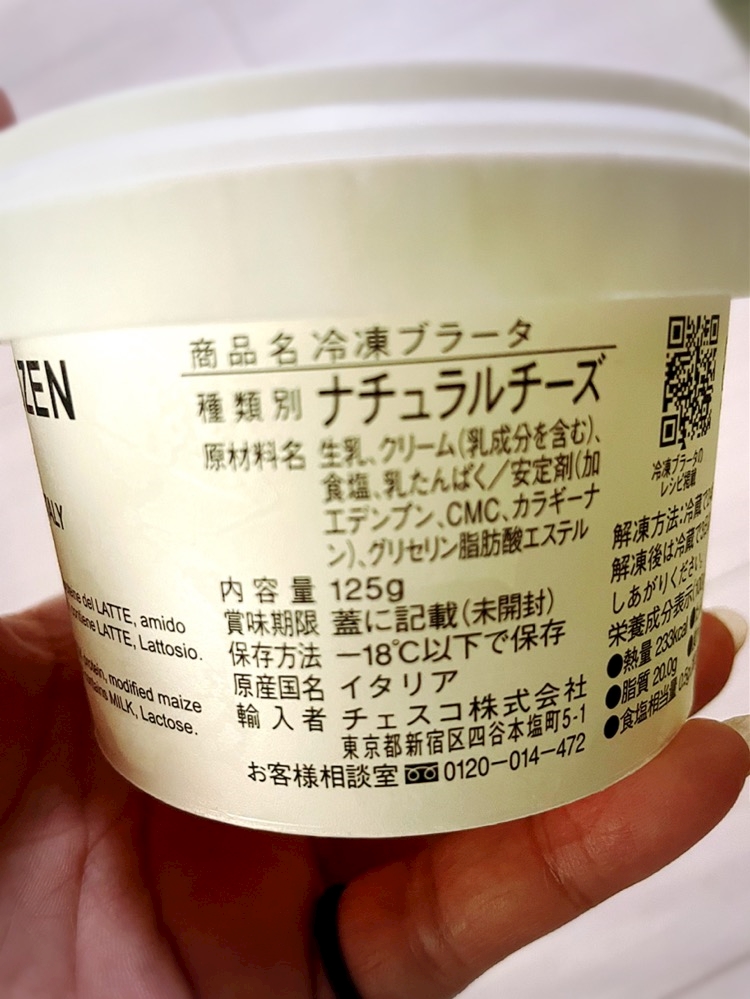 ZEN
LATTE, amido
LATTE, Lattosio.
protein, modified maize
MILK, Lactose.
商品名 冷凍ブラータ
種類別 ナチュラルチーズ
原材料名 生乳、クリーム(乳成分を含む)、
食塩、乳たんぱく／安定剤(加
エデンプン、CMC、カラギーナ
ン)、グリセリン脂肪酸エステル
内容量 125g
賞味期限 蓋に記載(未開封)
保存方法 −18℃以下で保存
原産国名 イタリア
輸入者 チェスコ株式会社
東京都新宿区四谷本塩町5-1
お客様相談室 0120−014−472
冷凍ブラータの
レシピ掲載
解凍方法:冷蔵で
解凍後は冷蔵で
しあがりください。
栄養成分表示
●熱量 233kcal
●脂質 20.0g
●食塩相当量